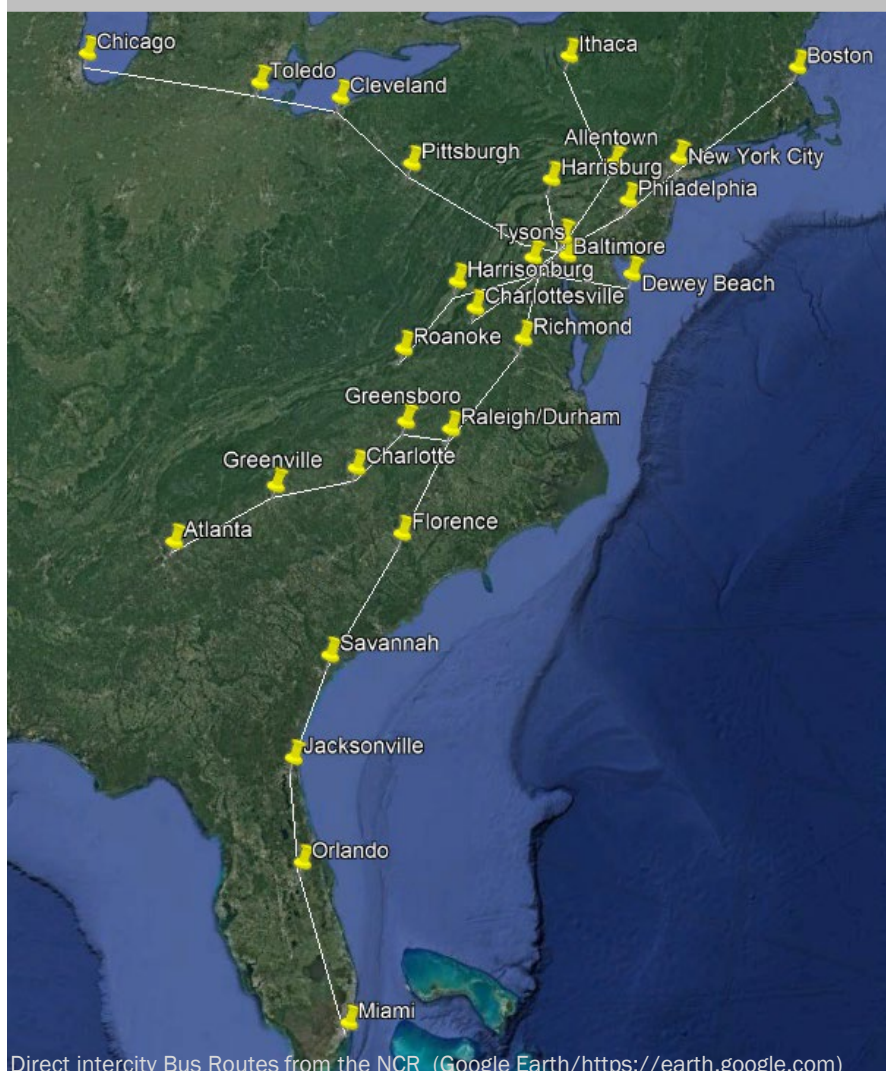 Chicago
Ithaca
Boston
Toledo
Cleveland
Allentown
Pittsburgh
New York City
Harrisburg
Philadelphia
Tysons
Baltimore
Harrisonburg
Dewey Beach
Charlottesville
Richmond
Roanoke
Greensboro
Raleigh/Durham
Charlotte
Greenville
Florence
Atlanta
Savannah
Jacksonville
Orlando
Miami
Direct intercity Bus Routes from the NCR (Google Earth/https://earth.google.com)